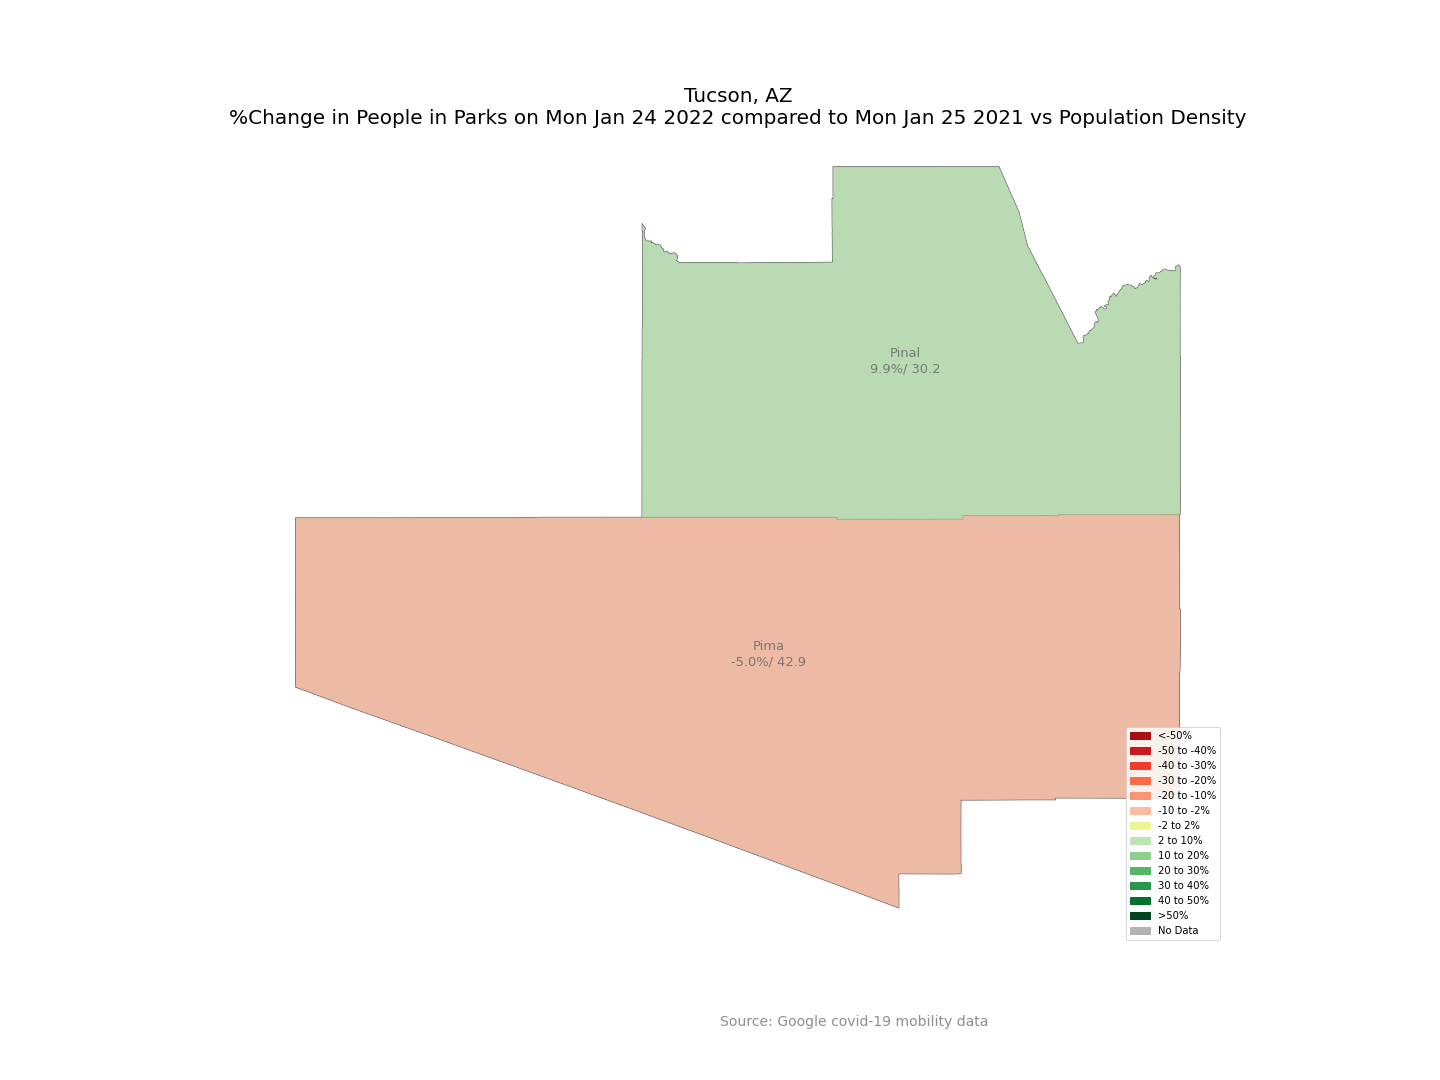 Tucson, AZ
%Change in People in Parks on Mon Jan 24 2022 compared to Mon Jan 25 2021 vs Population Density
Pinal
9.9%/ 30.2
Pima
-5.0%/ 42.9
<-50%
-50 to -40%
-40 to -30%
-30 to -20%
-20 to -10%
-10 to -2%
-2 to 2%
2 to 10%
10 to 20%
20 to 30%
30 to 40%
40 to 50%
>50%
No Data
Source: Google covid-19 mobility data